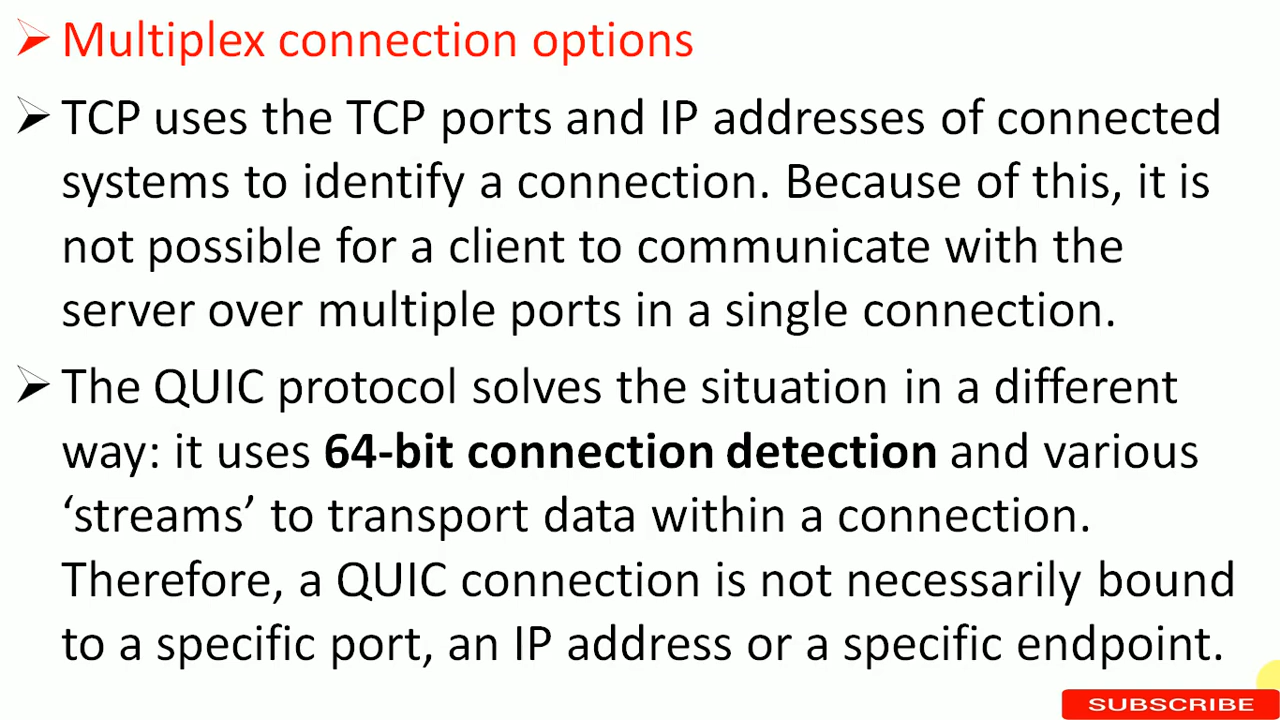 Multiplex connection options
TCP uses the TCP ports and IP addresses of connected
systems to identify a connection. Because of this, it is
not possible for a client to communicate with the
server over multiple ports in a single connection.
The QUIC protocol solves the situation in a different
way: it uses 64-bit connection detection and various
‘streams’ to transport data within a connection.
Therefore, a QUIC connection is not necessarily bound
to a specific port, an IP address or a specific endpoint.
SUBSCRIBE